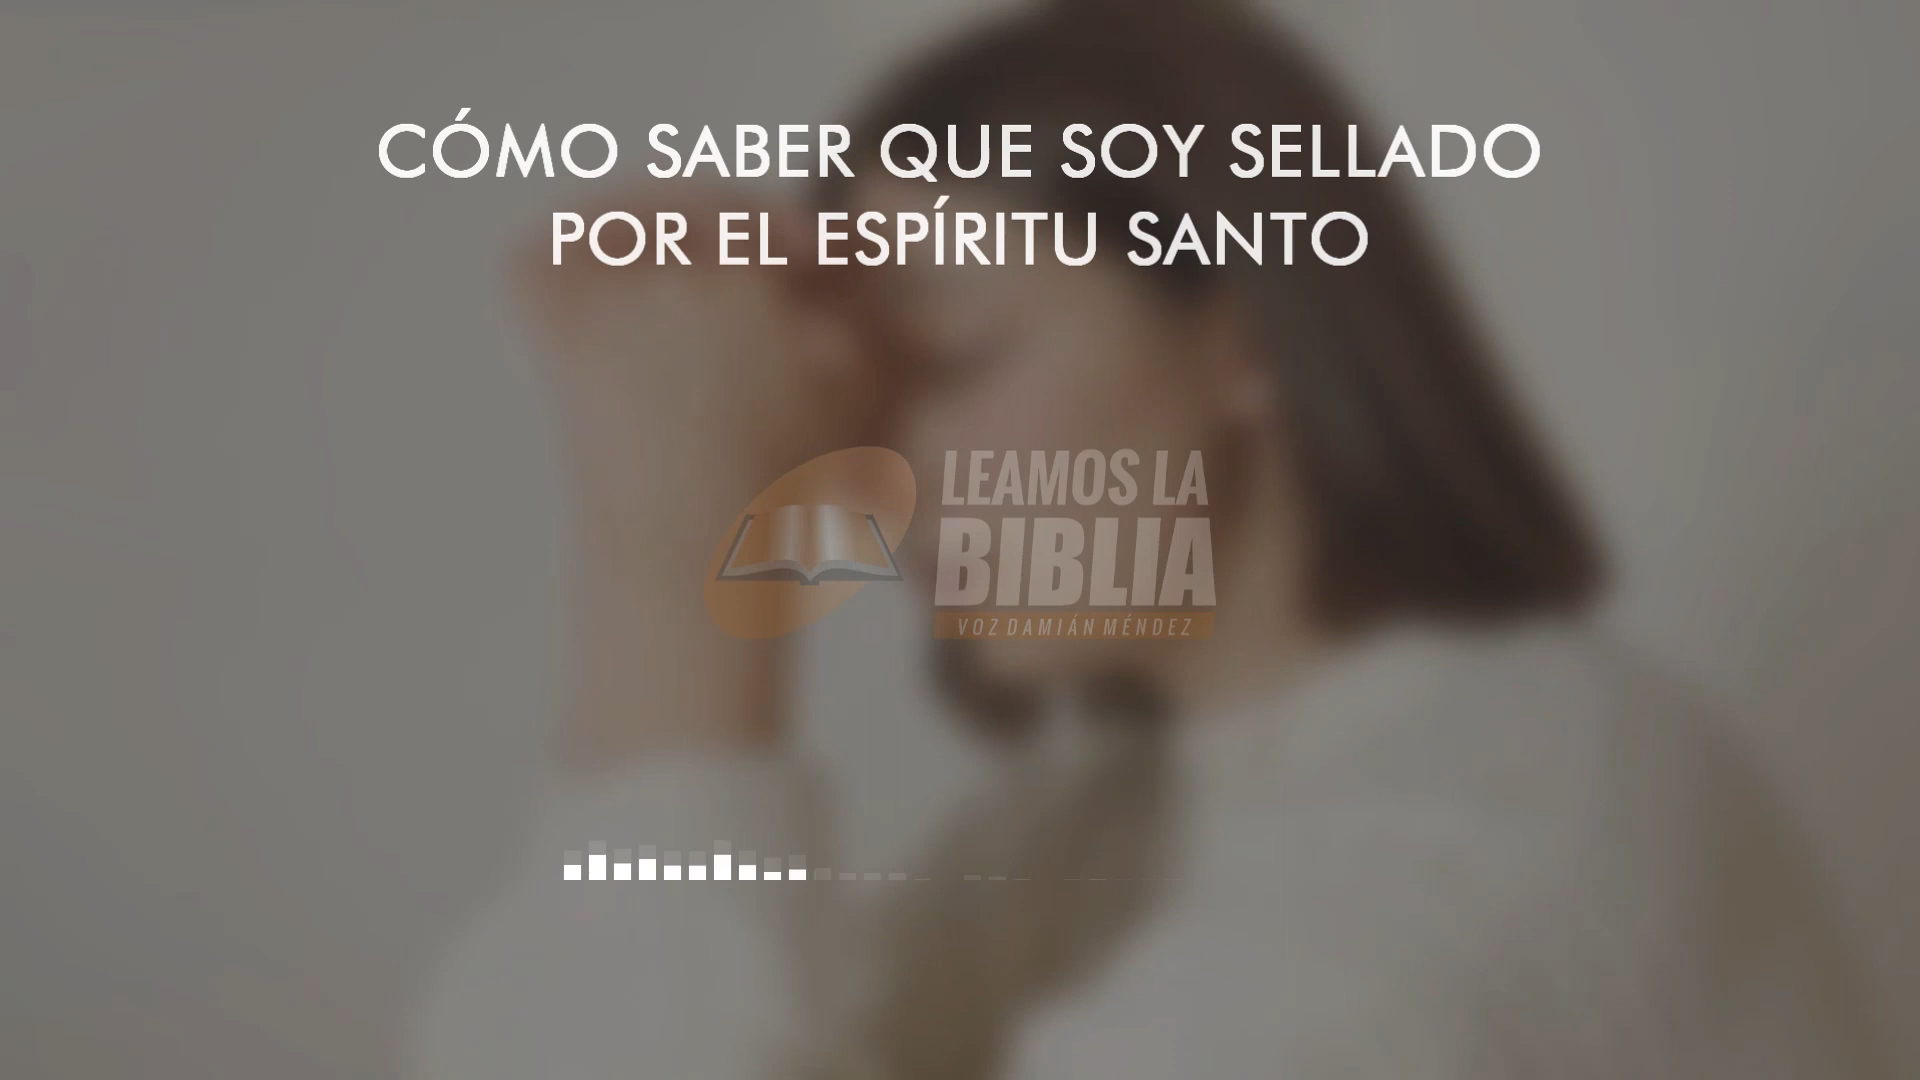 CÓMO SABER QUE SOY SELLADO
POR EL ESPÍRITU SANTO
LEAMOS LA
BIBLIA
VOZ DAMIÁN MÉNDEZ